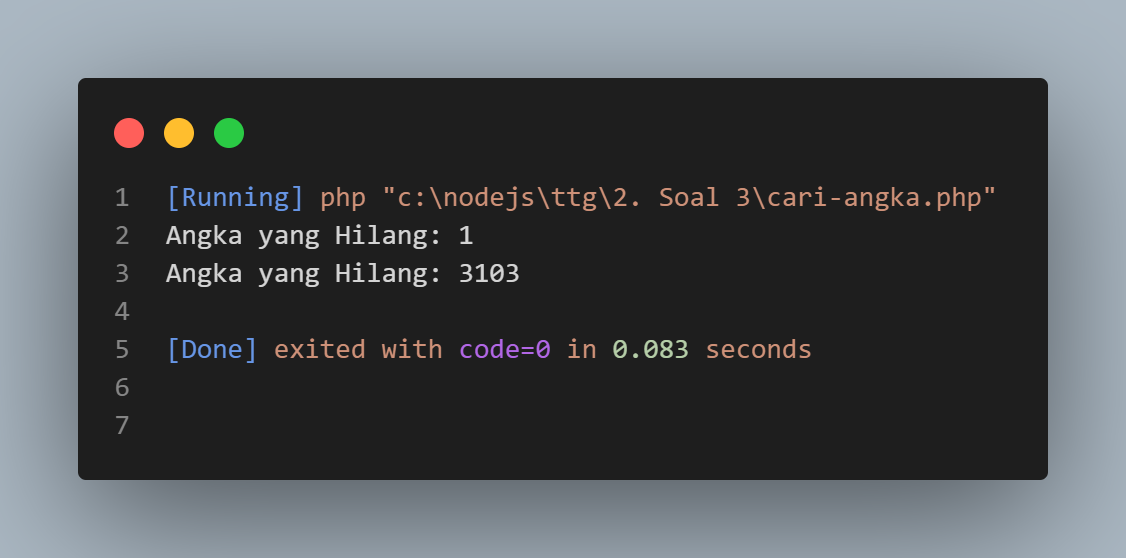 1 [Running] php "c:\nodejs\ttg\2. Soal 3\cari-angka.php"
2 Angka yang Hilang: 1
3 Angka yang Hilang: 3103
4
5 [Done] exited with code=0 in 0.083 seconds
6
7